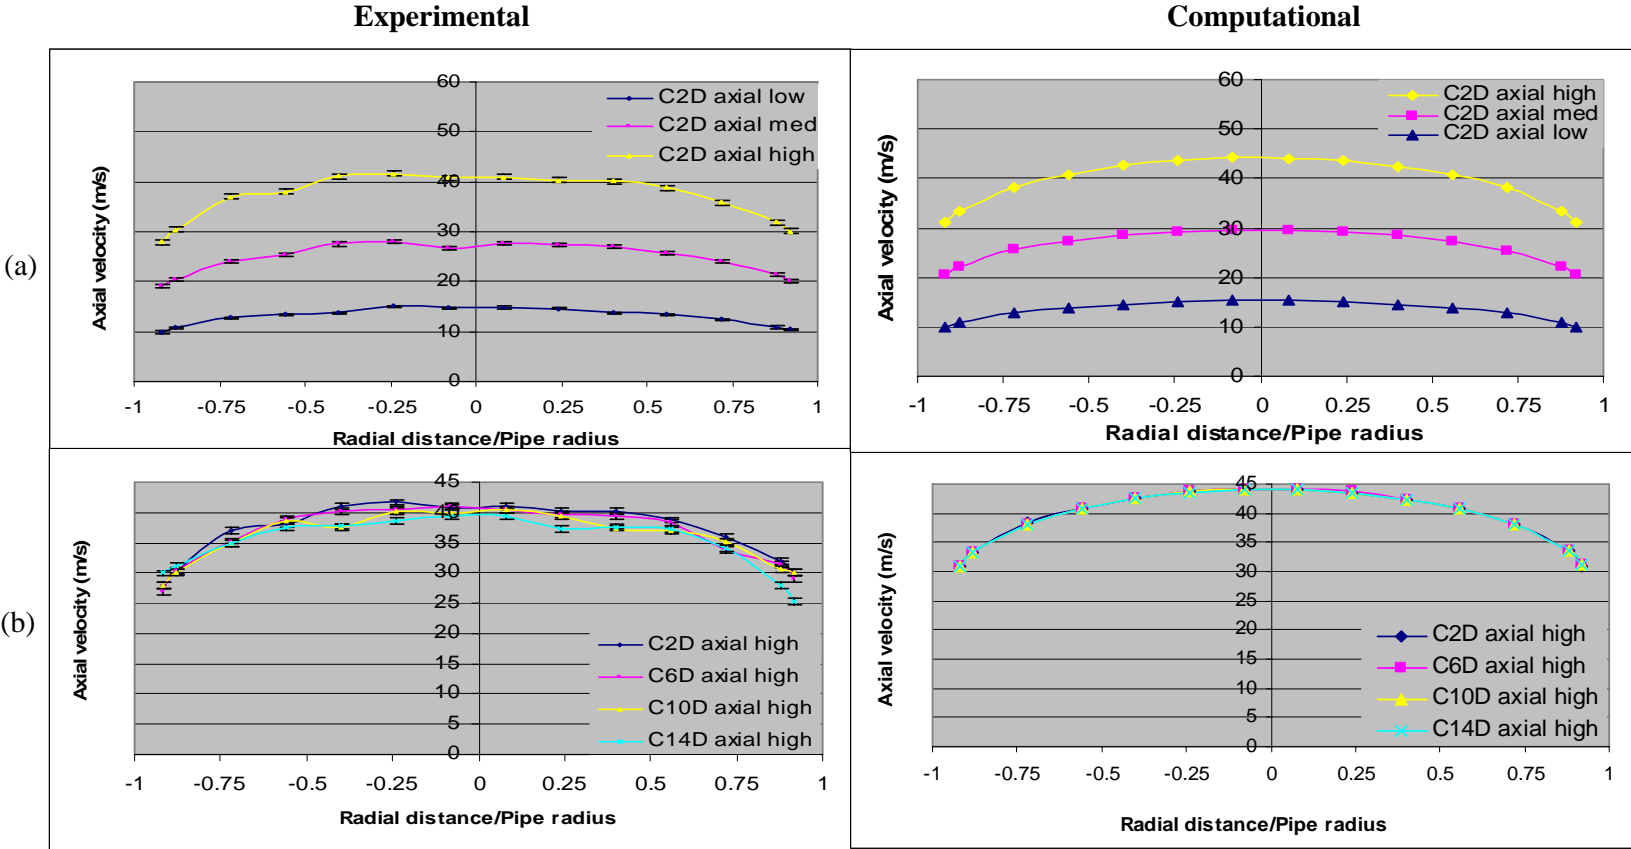 Experimental
Computational
(a)
60
50
40
30
20
10
0
-1 -0.75 -0.5 -0.25 0 0.25 0.5 0.75 1
Axial velocity (m/s)
Radial distance/Pipe radius
C2D axial low
C2D axial med
C2D axial high
60
50
40
30
20
10
0
-1 -0.75 -0.5 -0.25 0 0.25 0.5 0.75 1
Axial velocity (m/s)
Radial distance/Pipe radius
C2D axial high
C2D axial med
C2D axial low
(b)
45
40
35
30
25
20
15
10
5
0
-1 -0.75 -0.5 -0.25 0 0.25 0.5 0.75 1
Axial velocity (m/s)
Radial distance/Pipe radius
C2D axial high
C6D axial high
C10D axial high
C14D axial high
45
40
35
30
25
20
15
10
5
0
-1 -0.75 -0.5 -0.25 0 0.25 0.5 0.75 1
Axial velocity (m/s)
Radial distance/Pipe radius
C2D axial high
C6D axial high
C10D axial high
C14D axial high